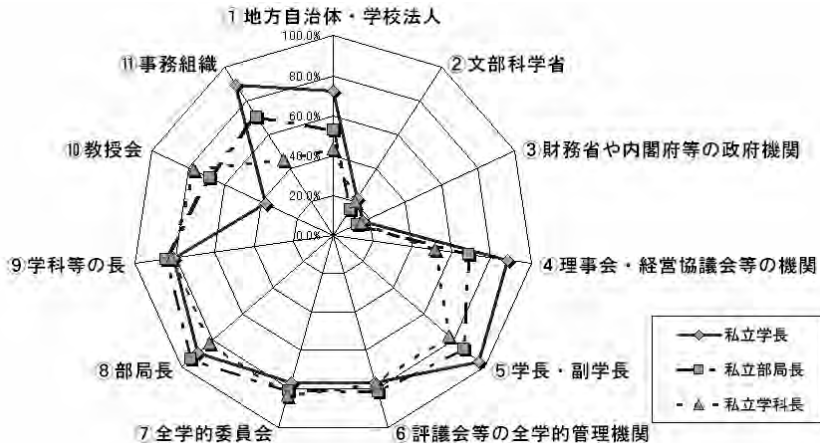 ①地方自治体・学校法人
②文部科学省
③財務省や内閣府等の政府機関
④理事会・経営協議会等の機関
⑤学長・副学長
⑥評議会等の全学的管理機関
⑦全学的委員会
⑧部局長
⑨学科等の長
⑩教授会
⑪事務組織
100.0%
80.0%
60.0%
40.0%
20.0%
0.0%
私立学長
私立部局長
私立学科長